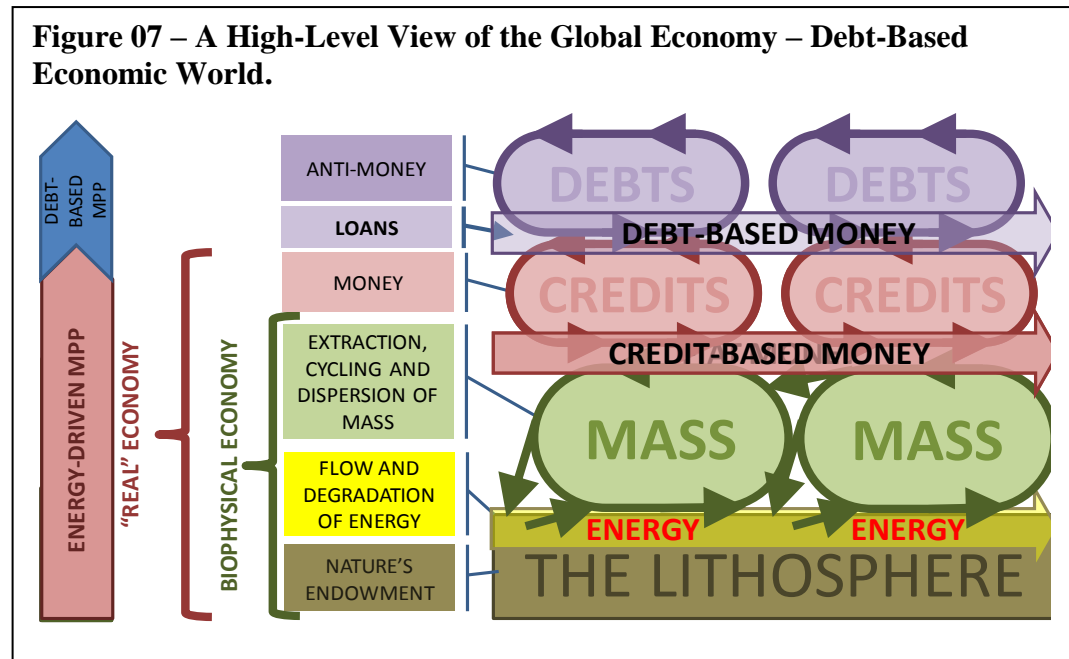 Figure 07 – A High-Level View of the Global Economy – Debt-Based
Economic World.
DEBT-
BASED
MPP
ENERGY-DRIVEN MPP
“REAL” ECONOMY
BIOPHYSICAL ECONOMY
ANTI-MONEY
LOANS
MONEY
EXTRACTION,
CYCLING AND
DISPERSION OF
MASS
FLOW AND
DEGRADATION
OF ENERGY
NATURE’S
ENDOWMENT
DEBTS
DEBTS
DEBT-BASED MONEY
CREDITS
CREDITS
CREDIT-BASED MONEY
MASS
MASS
ENERGY
ENERGY
THE LITHOSPHERE